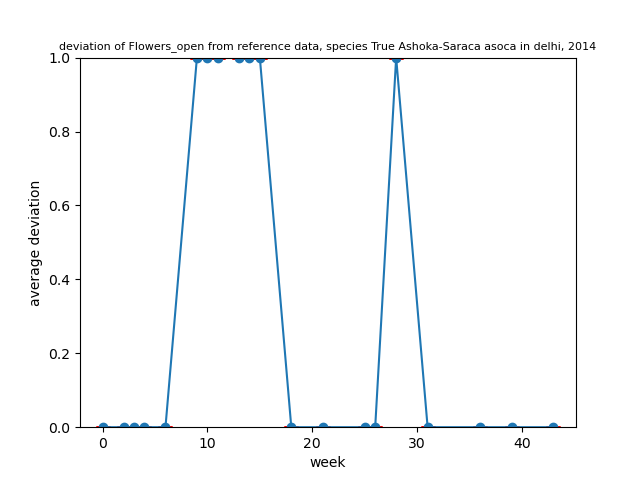 deviation of Flowers_open from reference data, species True Ashoka-Saraca asoca in delhi, 2014
1.0
0.8
0.6
0.4
0.2
0.0
average deviation
0 10 20 30 40
week